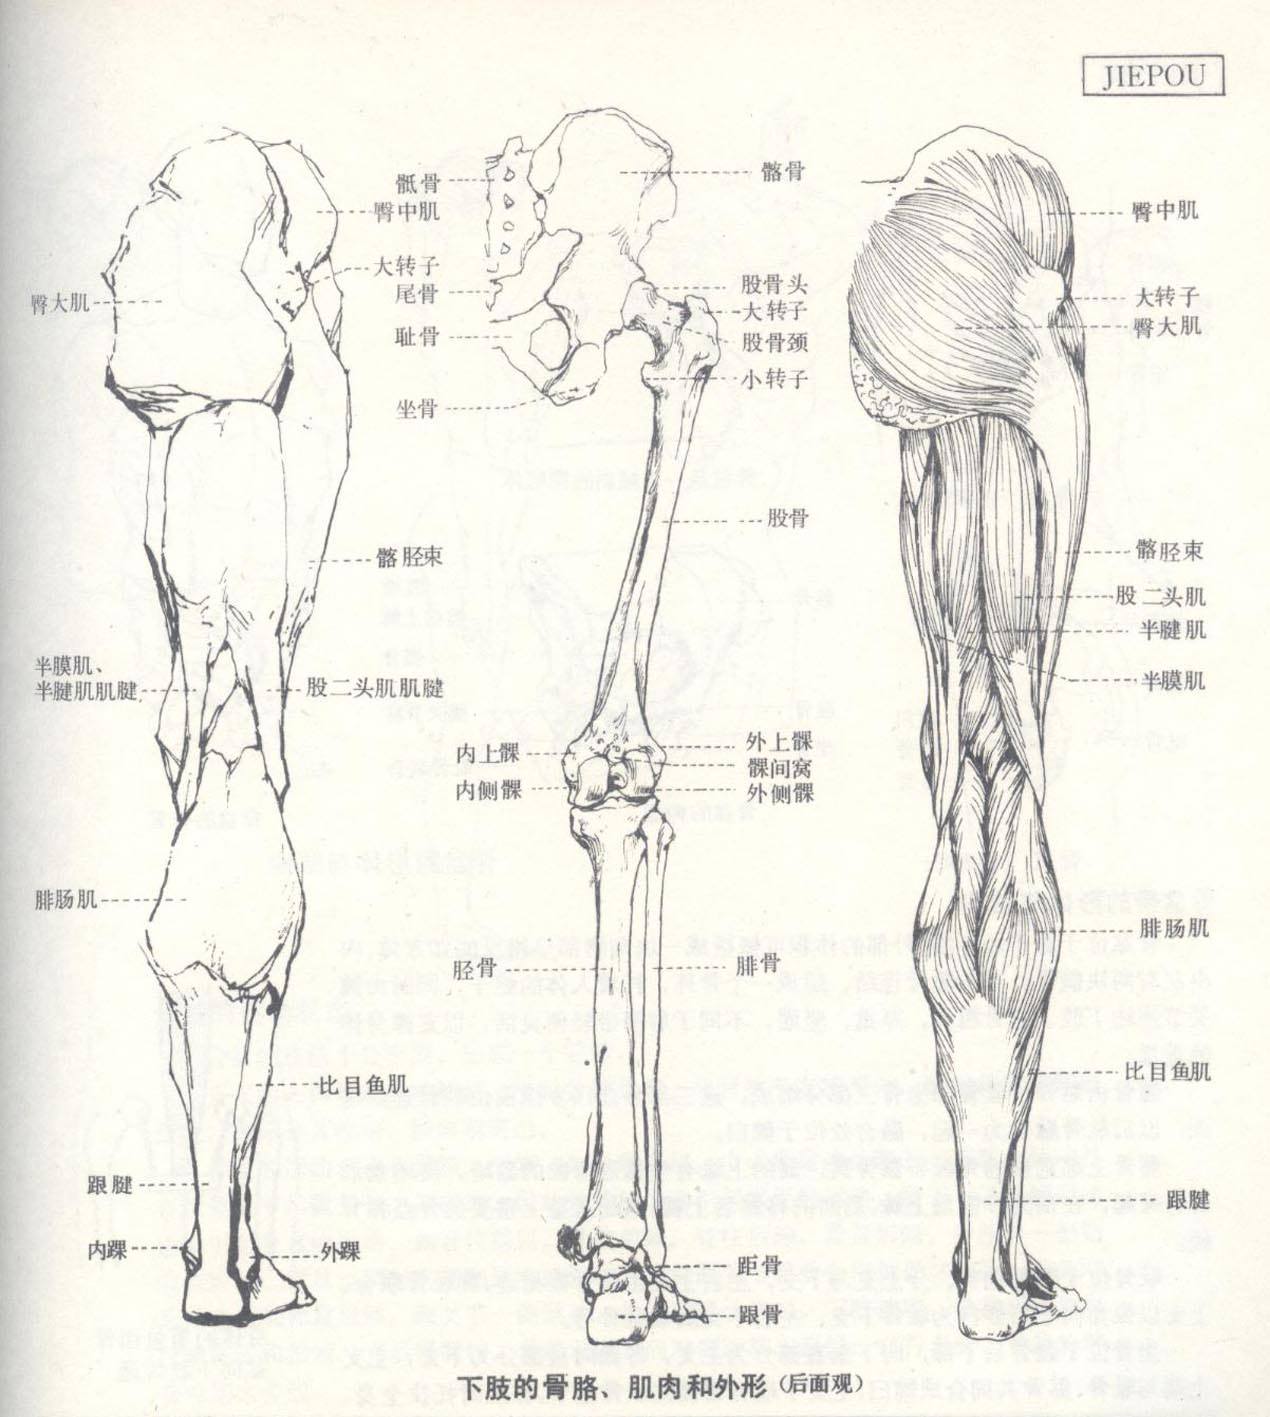 JIEPOU
骶骨
臀中肌
大转子
尾骨
臀大肌
耻骨
坐骨
髂胫束
半膜肌、
半腱肌肌腱
股二头肌肌腱
腓肠肌
比目鱼肌
跟腱
内踝
外踝
髂骨
股骨头
大转子
股骨颈
小转子
股骨
内上髁
内侧髁
外上髁
髁间窝
外侧髁
胫骨
腓骨
距骨
跟骨
臀中肌
大转子
臀大肌
髂胫束
股二头肌
半腱肌
半膜肌
腓肠肌
比目鱼肌
跟腱
下肢的骨胳、肌肉和外形(后面观)